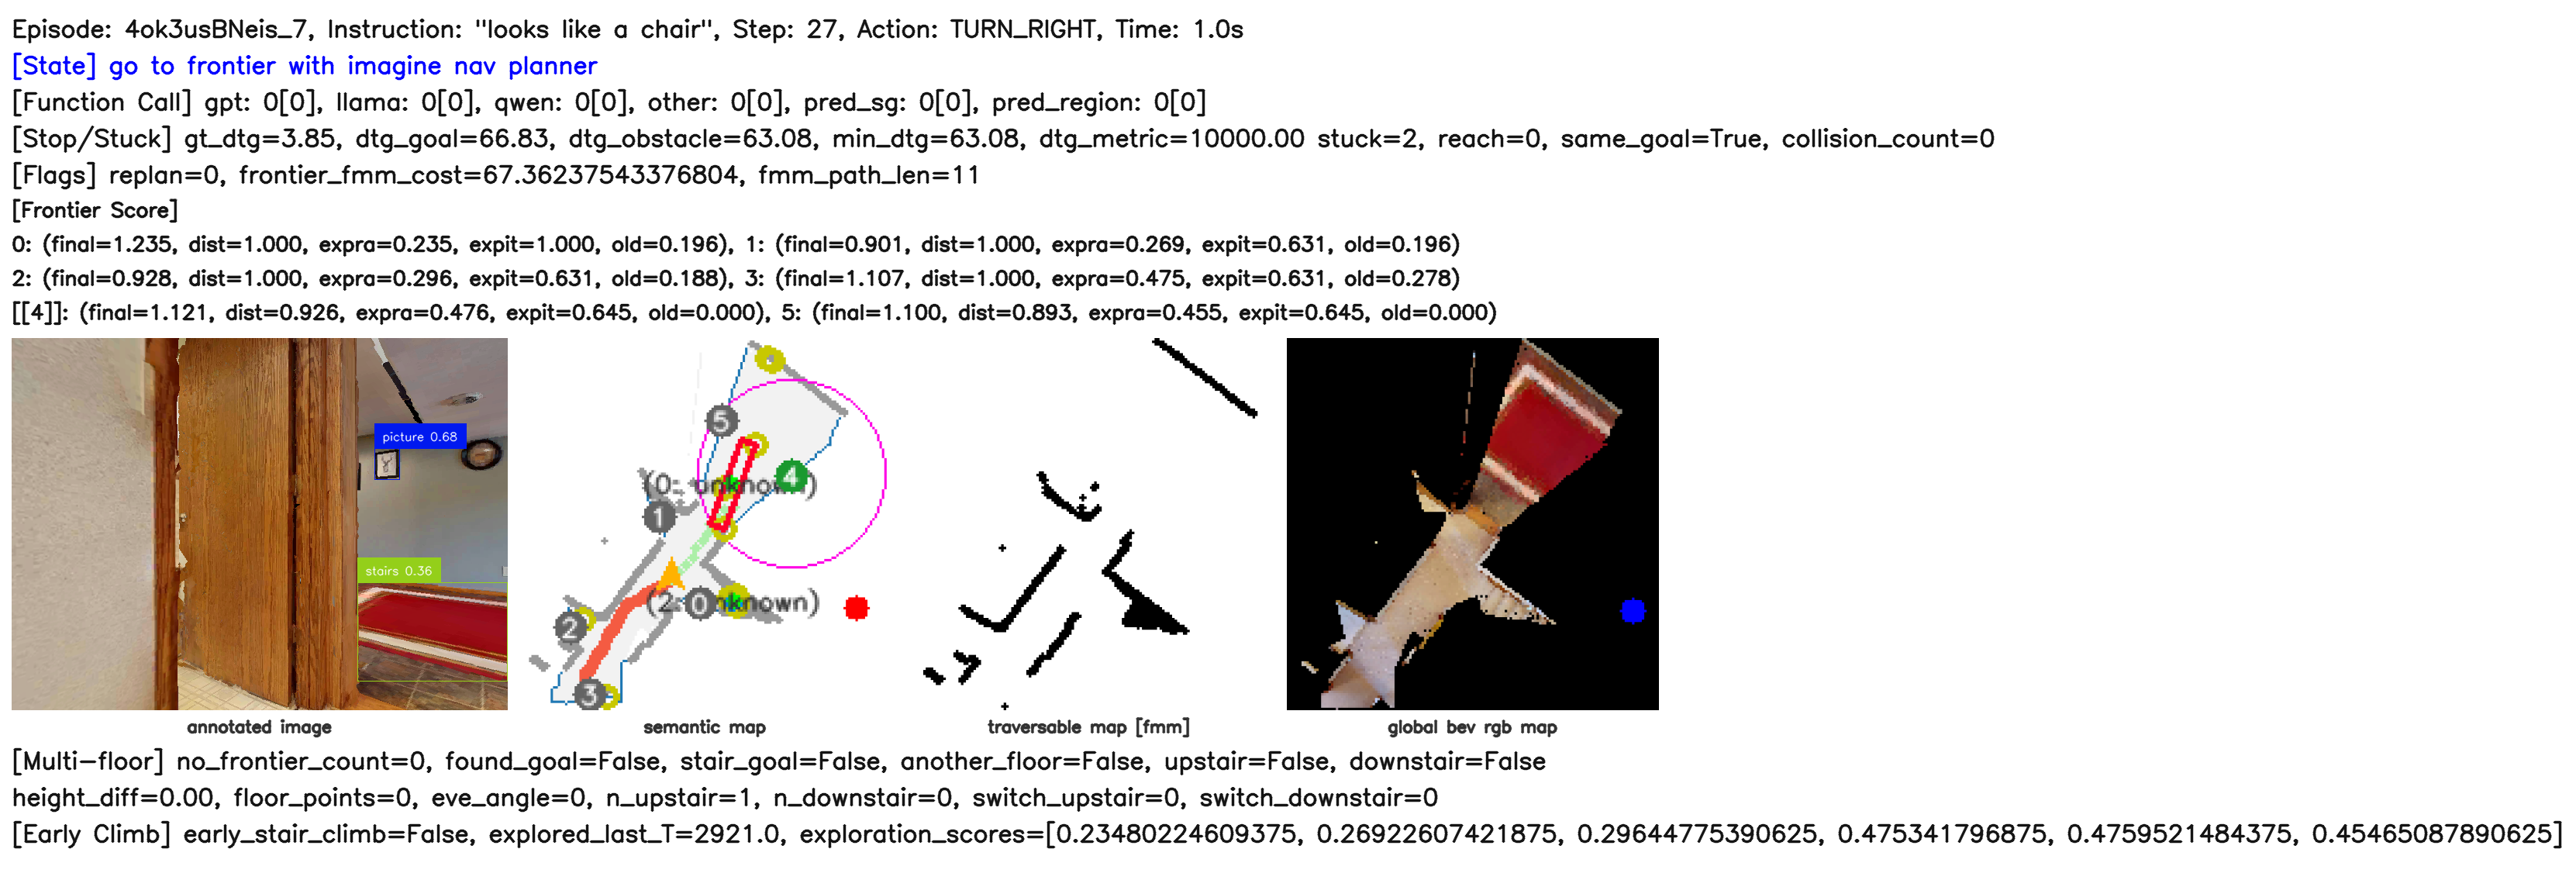 Episode: 4ok3usBNeis_7, Instruction: "looks like a chair", Step: 27, Action: TURN_RIGHT, Time: 1.0s
[State] go to frontier with imagine nav planner
[Function Call] gpt: 0[0], llama: 0[0], qwen: 0[0], other: 0[0], pred_sg: 0[0], pred_region: 0[0]
[Stop/Stuck] gt_dtg=3.85, dtg_goal=66.83, dtg_obstacle=63.08, min_dtg=63.08, dtg_metric=10000.00 stuck=2, reach=0, same_goal=True, collision_count=0
[Flags] replan=0, frontier_fmm_cost=67.36237543376804, fmm_path_len=11
[Frontier Score]
0: (final=1.235, dist=1.000, expra=0.235, expit=1.000, old=0.196), 1: (final=0.901, dist=1.000, expra=0.269, expit=0.631, old=0.196)
2: (final=0.928, dist=1.000, expra=0.296, expit=0.631, old=0.188), 3: (final=1.107, dist=1.000, expra=0.475, expit=0.631, old=0.278)
[[4]]: (final=1.121, dist=0.926, expra=0.476, expit=0.645, old=0.000), 5: (final=1.100, dist=0.893, expra=0.455, expit=0.645, old=0.000)
picture 0.68
stairs 0.36
5
4
1
0
2
3
annotated image
semantic map
traversable map [fmm]
global bev rgb map
[Multi-floor] no_frontier_count=0, found_goal=False, stair_goal=False, another_floor=False, upstair=False, downstair=False
height_diff=0.00, floor_points=0, eve_angle=0, n_upstair=1, n_downstair=0, switch_upstair=0, switch_downstair=0
[Early Climb] early_stair_climb=False, explored_last_T=2921.0, exploration_scores=[0.23480224609375, 0.26922607421875, 0.29644775390625, 0.475341796875, 0.4759521484375, 0.45465087890625]